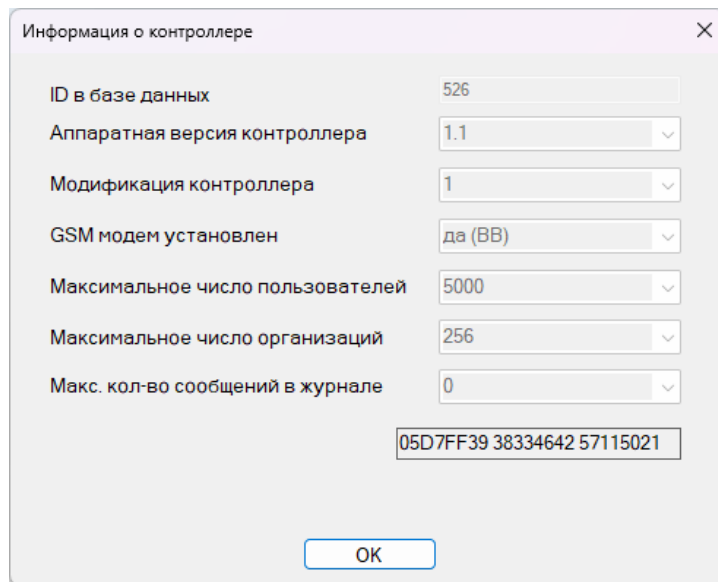 Информация о контроллере
ID в базе данных 526
Аппаратная версия контроллера 1.1
Модификация контроллера 1
GSM модем установлен да (BB)
Максимальное число пользователей 5000
Максимальное число организаций 256
Макс. кол-во сообщений в журнале 0
05D7FF39 38334642 57115021
OK